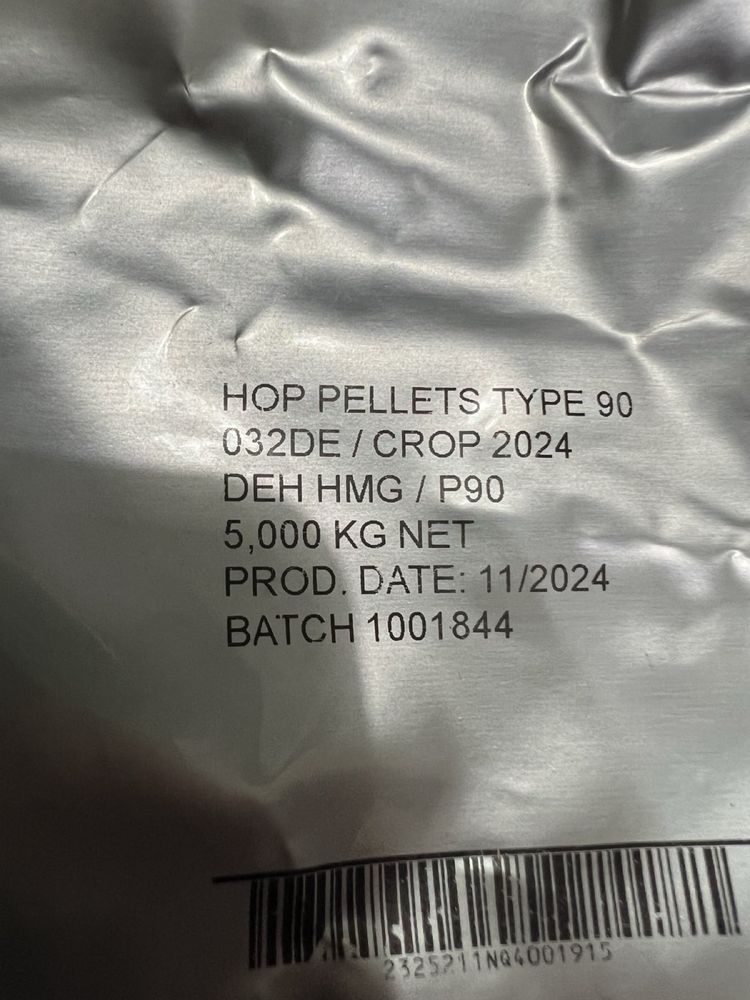 HOP PELLETS TYPE 90
032DE / CROP 2024
DEH HMG / P90
5,000 KG NET
PROD. DATE: 11/2024
BATCH 1001844
2325211NQ4001915